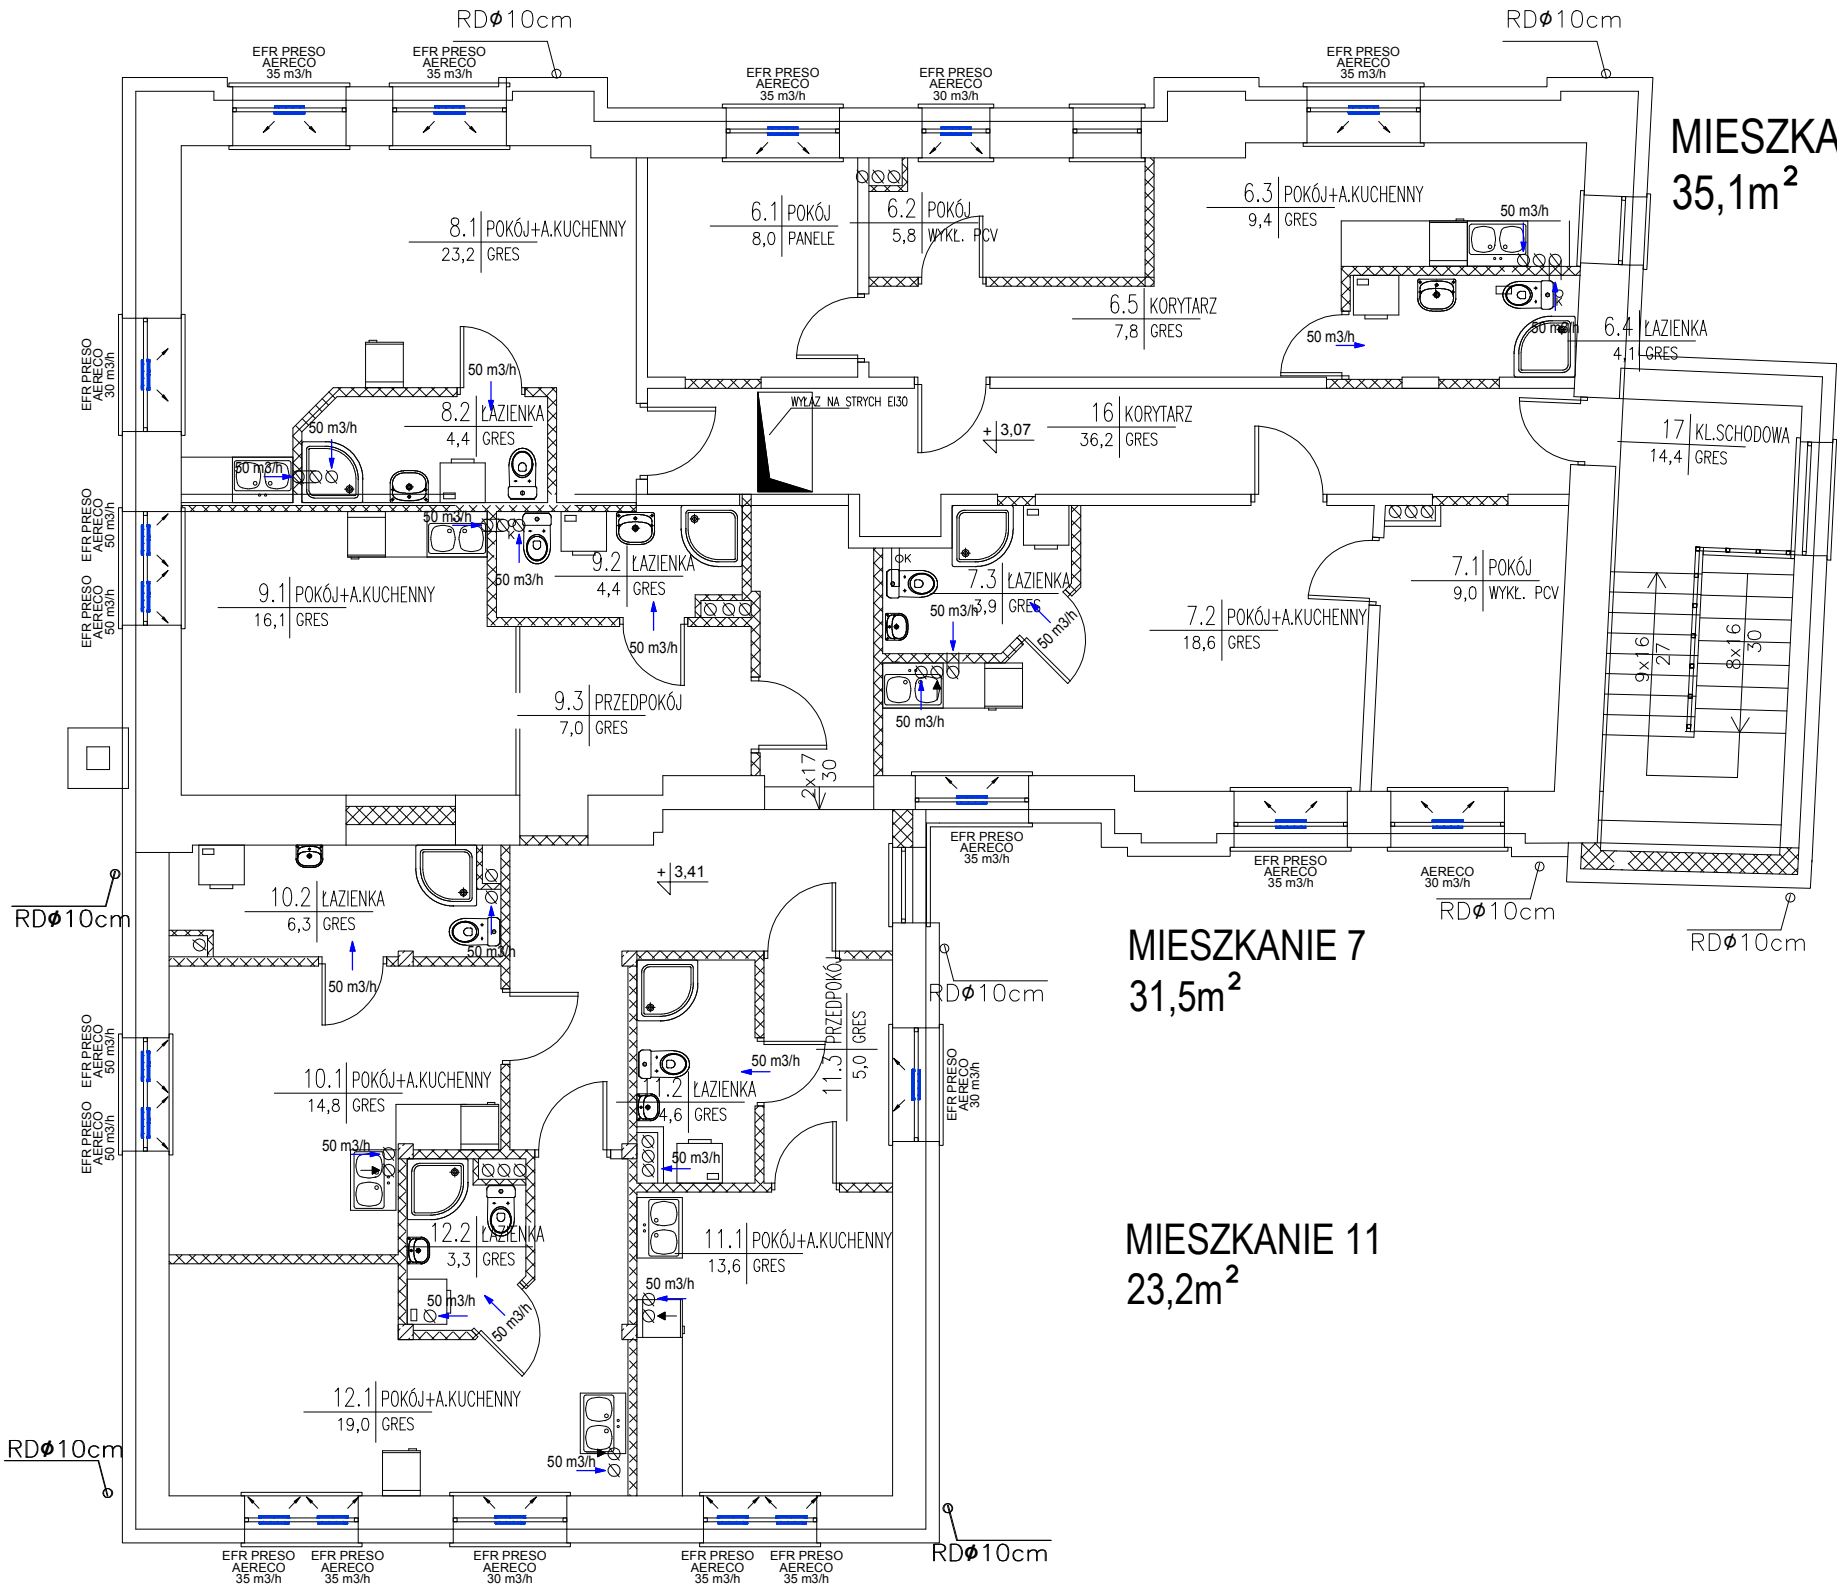 RDø10cm
RDø10cm
EFR PRESO
AERECO
35 m3/h
EFR PRESO
AERECO
35 m3/h
EFR PRESO
AERECO
35 m3/h
EFR PRESO
AERECO
30 m3/h
EFR PRESO
AERECO
35 m3/h
MIESZKA
35,1m²
8.1 POKÓJ+A.KUCHENNY
23,2 GRES
6.1 POKÓJ
8,0 PANELE
6.2 POKÓJ
5,8 WYKŁ. PCV
6.3 POKÓJ+A.KUCHENNY
9,4 GRES
50 m3/h
6.5 KORYTARZ
7,8 GRES
50 m3/h
50 m3/h
6.4 ŁAZIENKA
4,1 GRES
EFR PRESO
AERECO
30 m3/h
50 m3/h
8.2 ŁAZIENKA
4,4 GRES
50 m3/h
50 m3/h
WYŁAZ NA STRYCH EI30
+ 3,07
16 KORYTARZ
36,2 GRES
17 KL.SCHODOWA
14,4 GRES
EFR PRESO
AERECO
50 m3/h
EFR PRESO
AERECO
50 m3/h
50 m3/h
K
50 m3/h
9.2 ŁAZIENKA
4,4 GRES
9.1 POKÓJ+A.KUCHENNY
16,1 GRES
50 m3/h
9.3 PRZEDPOKÓJ
7,0 GRES
K
7.3 ŁAZIENKA
3,9 GRES
50 m3/h
50 m3/h
50 m3/h
7.2 POKÓJ+A.KUCHENNY
18,6 GRES
7.1 POKÓJ
9,0 WYKŁ. PCV
9x16
27
8x16
30
2x17
30
EFR PRESO
AERECO
35 m3/h
EFR PRESO
AERECO
35 m3/h
AERECO
30 m3/h
RDø10cm
RDø10cm
RDø10cm
10.2 ŁAZIENKA
6,3 GRES
50 m3/h
50 m3/h
+ 3,41
RDø10cm
MIESZKANIE 7
31,5m²
11.3 PRZEDPOKÓJ
5,0 GRES
EFR PRESO
AERECO
50 m3/h
EFR PRESO
AERECO
50 m3/h
10.1 POKÓJ+A.KUCHENNY
14,8 GRES
50 m3/h
50 m3/h
11.2 ŁAZIENKA
4,6 GRES
50 m3/h
EFR PRESO
AERECO
30 m3/h
12.2 ŁAZIENKA
3,3 GRES
50 m3/h
50 m3/h
11.1 POKÓJ+A.KUCHENNY
13,6 GRES
50 m3/h
MIESZKANIE 11
23,2m²
12.1 POKÓJ+A.KUCHENNY
19,0 GRES
50 m3/h
RDø10cm
RDø10cm
EFR PRESO
AERECO
35 m3/h
EFR PRESO
AERECO
35 m3/h
EFR PRESO
AERECO
30 m3/h
EFR PRESO
AERECO
35 m3/h
EFR PRESO
AERECO
35 m3/h